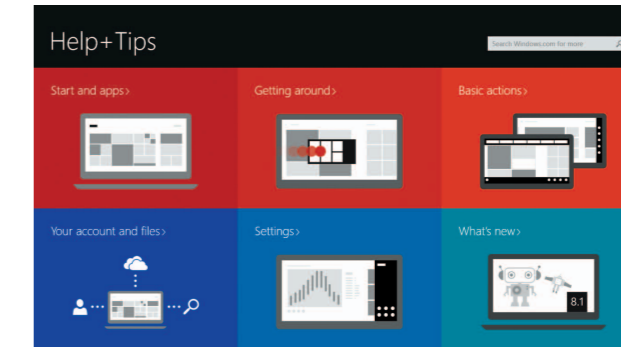 Help+Tips
Search Windows.com for more
Start and apps>
Getting around>
Basic actions>
Your account and files>
Settings>
What's new>
8.1